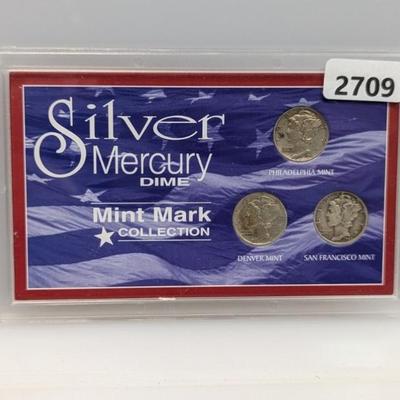 2709
Silver
Mercury
DIME
Mint Mark
COLLECTION
PHILADELPHIA MINT
DENVER MINT
SAN FRANCISCO MINT